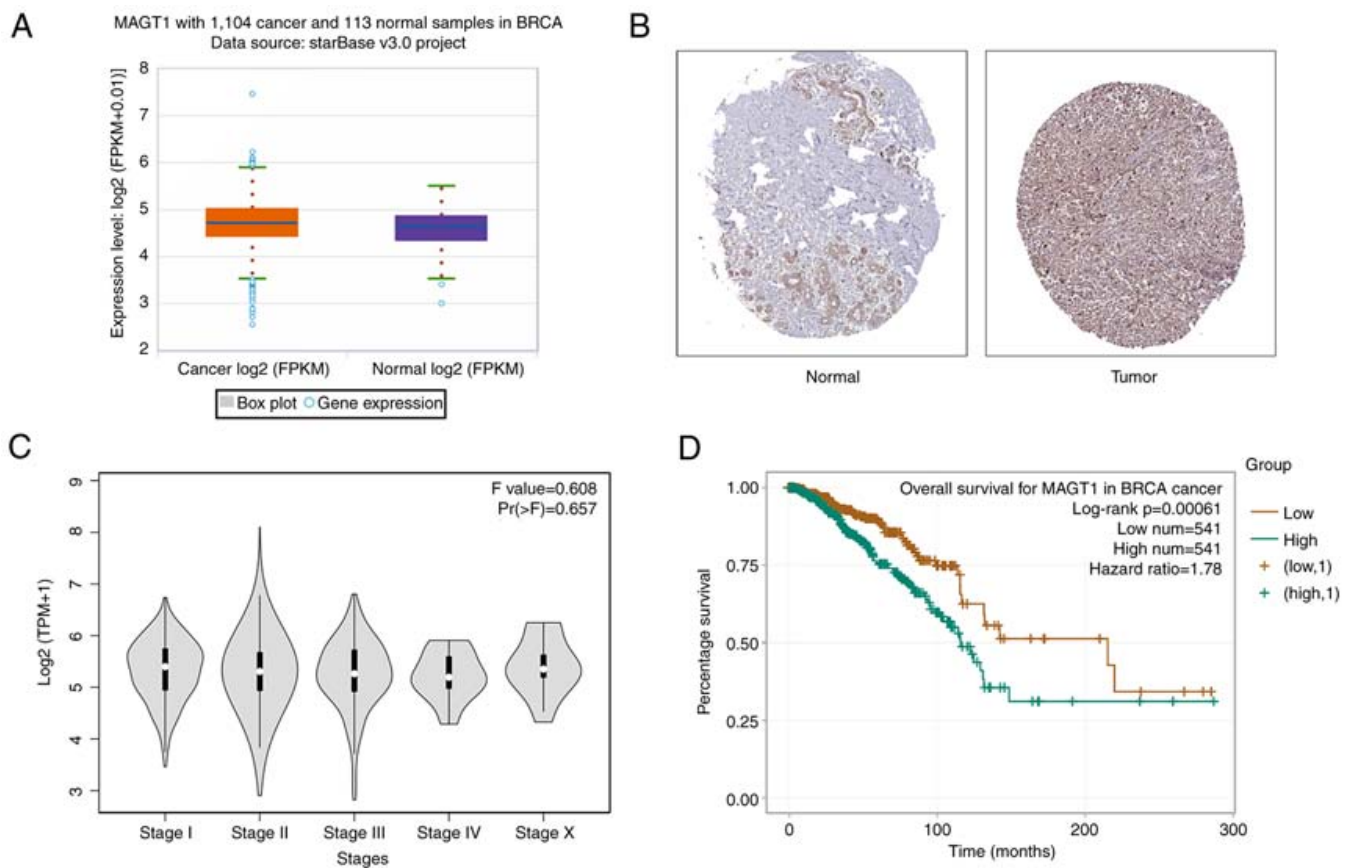 A
MAGT1 with 1,104 cancer and 113 normal samples in BRCA
Data source: starBase v3.0 project
Expression level: log2 (FPKM+0.01)]
8
7
6
5
4
3
2
Cancer log2 (FPKM)
Normal log2 (FPKM)
Box plot
Gene expression
B
Normal
Tumor
C
F value=0.608
Pr(>F)=0.657
Log2 (TPM+1)
9
8
7
6
5
4
3
Stage I
Stage II
Stage III
Stage IV
Stage X
Stages
D
Overall survival for MAGT1 in BRCA cancer
Log-rank p=0.00061
Low num=541
High num=541
Hazard ratio=1.78
Percentage survival
1.00
0.75
0.50
0.25
0.00
0
100
200
300
Time (months)
Group
Low
High
(low,1)
(high,1)